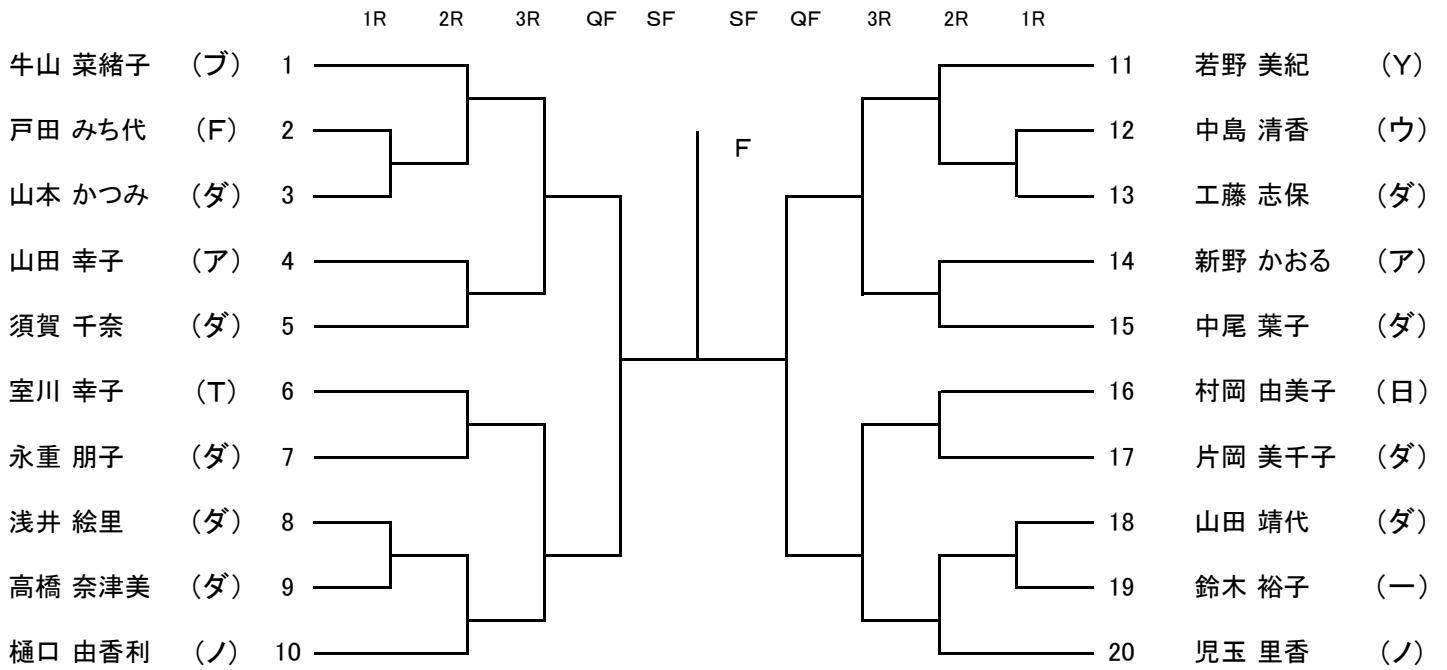 1R 2R 3R QF SF SF QF 3R 2R 1R
牛山 菜緒子 (ブ) 1 11 若野 美紀 (Y)
戸田 みち代 (F) 2 F 12 中島 清香 (ウ)
山本 かつみ (ダ) 3 13 工藤 志保 (ダ)
山田 幸子 (ア) 4 14 新野 かおる (ア)
須賀 千奈 (ダ) 5 15 中尾 葉子 (ダ)
室川 幸子 (T) 6 16 村岡 由美子 (日)
永重 朋子 (ダ) 7 17 片岡 美千子 (ダ)
浅井 絵里 (ダ) 8 18 山田 靖代 (ダ)
高橋 奈津美 (ダ) 9 19 鈴木 裕子 (一)
樋口 由香利 (ノ) 10 20 児玉 里香 (ノ)